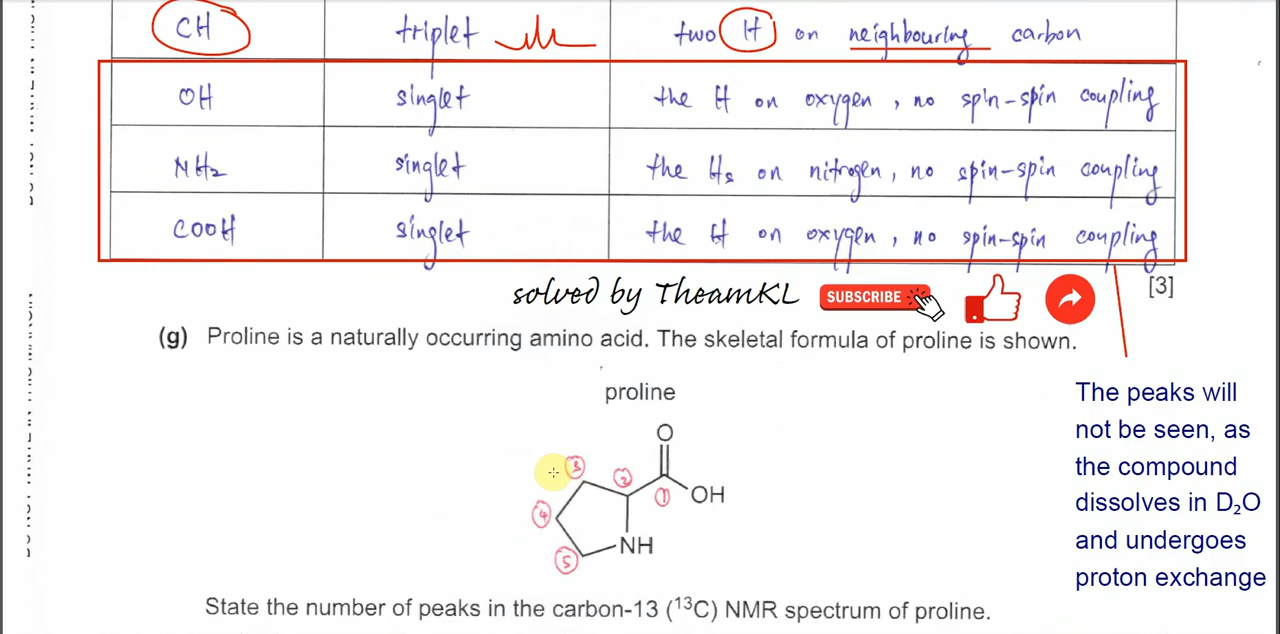 CH triplet two H on neighbouring carbon
OH singlet the H on oxygen, no spin-spin coupling
NH₂ singlet the Hs on nitrogen, no spin-spin coupling
COOH singlet the H on oxygen, no spin-spin coupling
[3]
solved by TheamKL SUBSCRIBE
(g) Proline is a naturally occurring amino acid. The skeletal formula of proline is shown.
proline
O
OH
NH
1
2
3
4
5
The peaks will
not be seen, as
the compound
dissolves in D₂O
and undergoes
proton exchange
State the number of peaks in the carbon-13 (¹³C) NMR spectrum of proline.